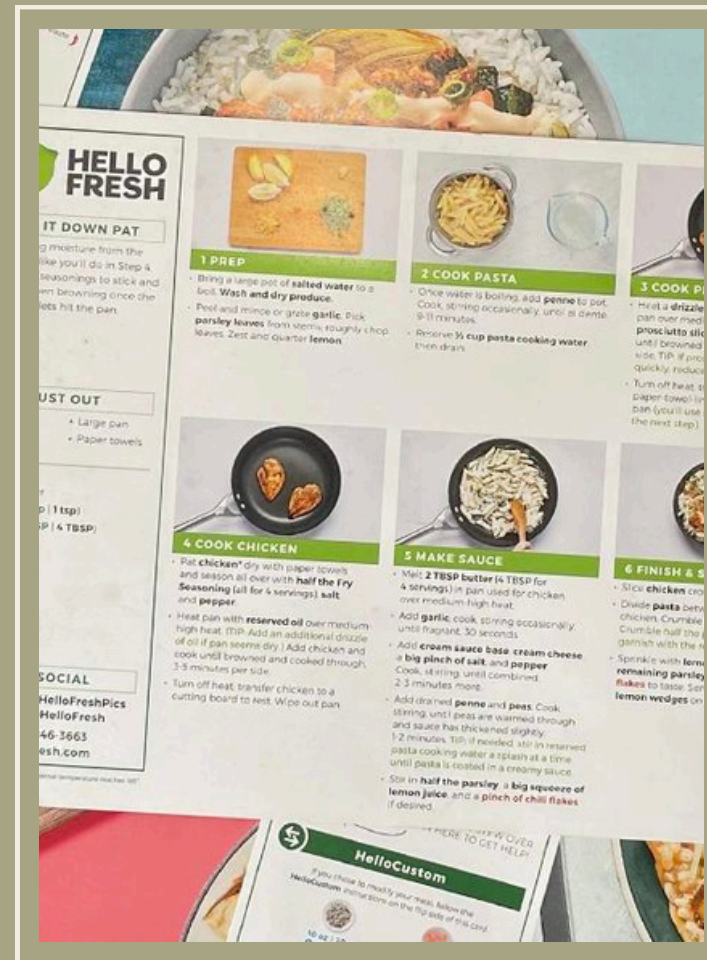 HELLO
FRESH
IT DOWN PAT
g moisture from the
like you'll do in Step 4
seasonings to stick and
en browning once the
lets hit the pan.
UST OUT
• Large pan
• Paper towels
p | 1 tsp)
SP | 4 TBSP)
SOCIAL
HelloFreshPics
HelloFresh
46-3663
esh.com
1 PREP
• Bring a large pot of salted water to a
boil. Wash and dry produce.
• Peel and mince or grate garlic. Pick
parsley leaves from stems; roughly chop
leaves. Zest and quarter lemon.
2 COOK PASTA
• Once water is boiling, add penne to pot.
Cook, stirring occasionally, until al dente,
9-11 minutes.
• Reserve ½ cup pasta cooking water,
then drain.
3 COOK P
• Heat a drizzle
pan over med
prosciutto slic
until browned
side. TIP: If pro
quickly, reduc
• Turn off heat; t
paper-towel-lin
pan (you'll use
the next step).
4 COOK CHICKEN
• Pat chicken* dry with paper towels
and season all over with half the Fry
Seasoning (all for 4 servings), salt,
and pepper.
• Heat pan with reserved oil over medium-
high heat. (TIP: Add an additional drizzle
of oil if pan seems dry.) Add chicken and
cook until browned and cooked through,
3-5 minutes per side.
• Turn off heat; transfer chicken to a
cutting board to rest. Wipe out pan.
5 MAKE SAUCE
• Melt 2 TBSP butter (4 TBSP for
4 servings) in pan used for chicken
over medium-high heat.
• Add garlic; cook, stirring occasionally,
until fragrant, 30 seconds.
• Add cream sauce base, cream cheese,
a big pinch of salt, and pepper.
Cook, stirring, until combined,
2-3 minutes more.
• Add drained penne and peas. Cook,
stirring, until peas are warmed through
and sauce has thickened slightly,
1-2 minutes. TIP: If needed, stir in reserved
pasta cooking water a splash at a time
until pasta is coated in a creamy sauce.
• Stir in half the parsley, a big squeeze of
lemon juice, and a pinch of chili flakes
if desired.
6 FINISH & S
• Slice chicken cro
• Divide pasta betw
chicken. Crumble
Crumble half the p
garnish with the r
• Sprinkle with lem
remaining parsley
flakes to taste. Ser
lemon wedges on
OVER
HERE TO GET HELP!
HelloCustom
If you chose to modify your meal, follow the
HelloCustom instructions on the flip side of this card.
10 oz